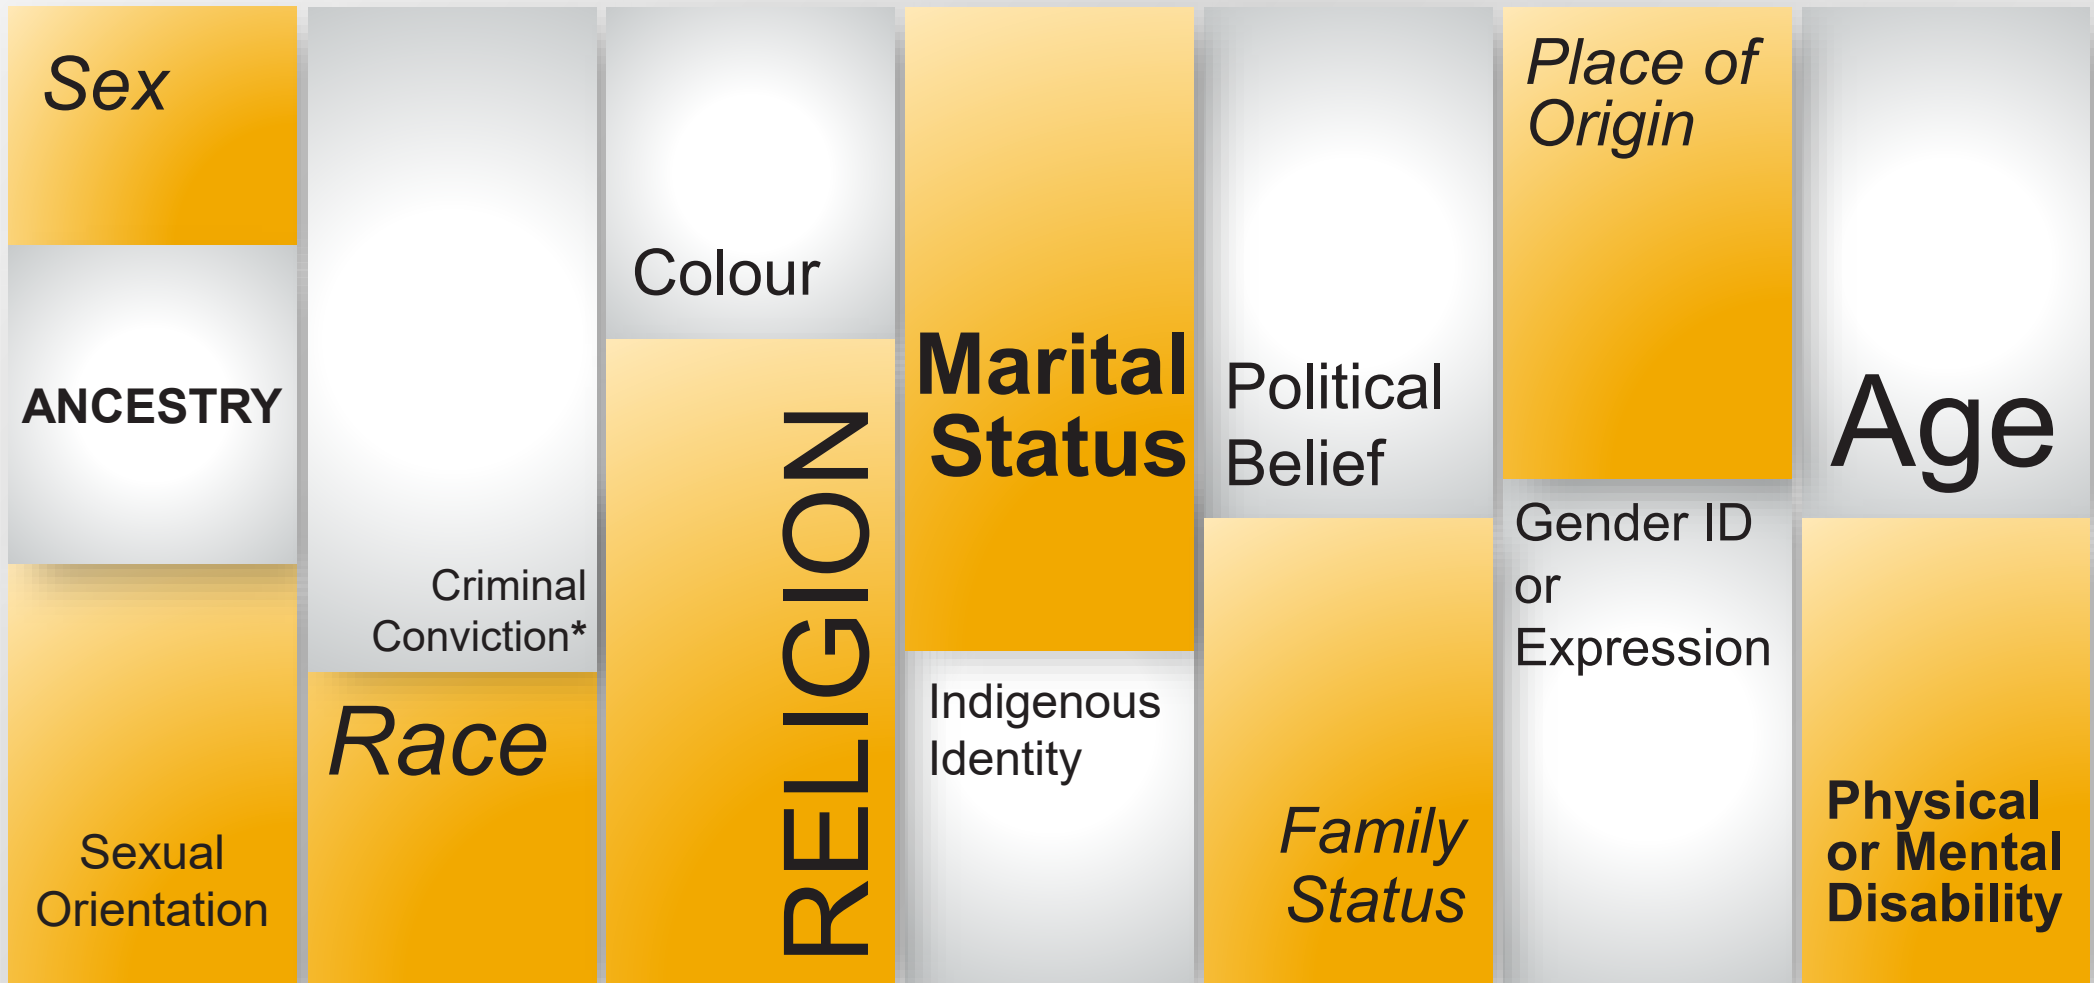 Sex
ANCESTRY
Sexual
Orientation
Criminal
Conviction*
Race
Colour
RELIGION
Marital
Status
Indigenous
Identity
Political
Belief
Family
Status
Place of
Origin
Gender ID
or
Expression
Age
Physical
or Mental
Disability